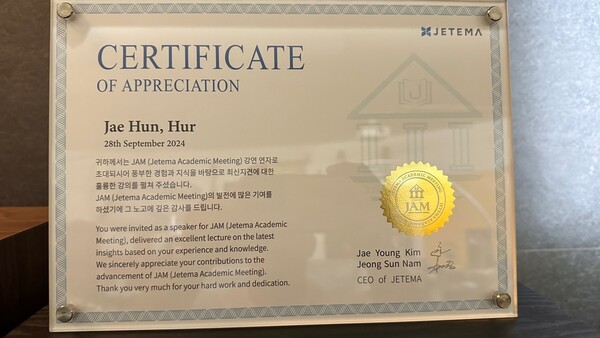 JETEMA
CERTIFICATE
OF APPRECIATION
Jae Hun, Hur
28th September 2024
귀하께서는 JAM (Jetema Academic Meeting) 강연 연자로
초대되시어 풍부한 경험과 지식을 바탕으로 최신지견에 대한
훌륭한 강의를 펼쳐 주셨습니다.
JAM (Jetema Academic Meeting)의 발전에 많은 기여를
하셨기에 그 노고에 깊은 감사를 드립니다.
You were invited as a speaker for JAM (Jetema Academic
Meeting), delivered an excellent lecture on the latest
insights based on your experience and knowledge.
We sincerely appreciate your contributions to the
advancement of JAM (Jetema Academic Meeting).
Thank you very much for your hard work and dedication.
JETEMA ACADEMIC MEETING
JAM
Jae Young Kim
Jeong Sun Nam
CEO of JETEMA